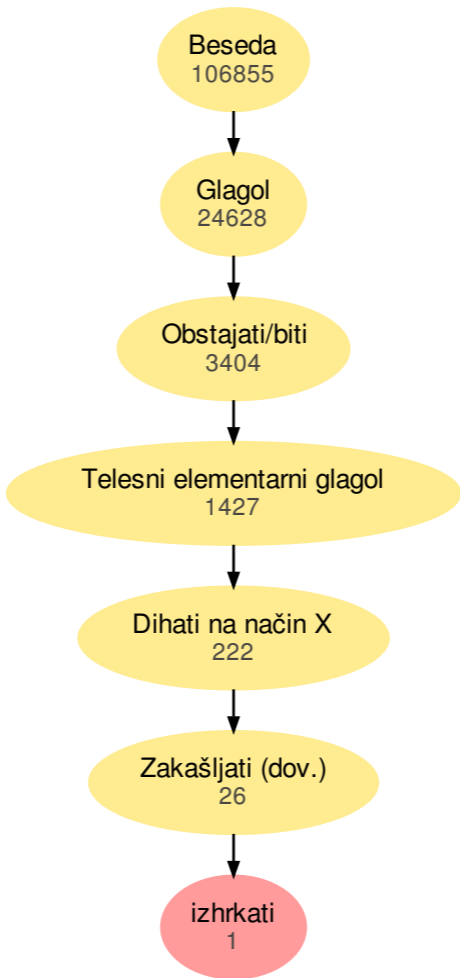 Beseda
106855
Glagol
24628
Obstajati/biti
3404
Telesni elementarni glagol
1427
Dihati na način X
222
Zakašljati (dov.)
26
izhrkati
1